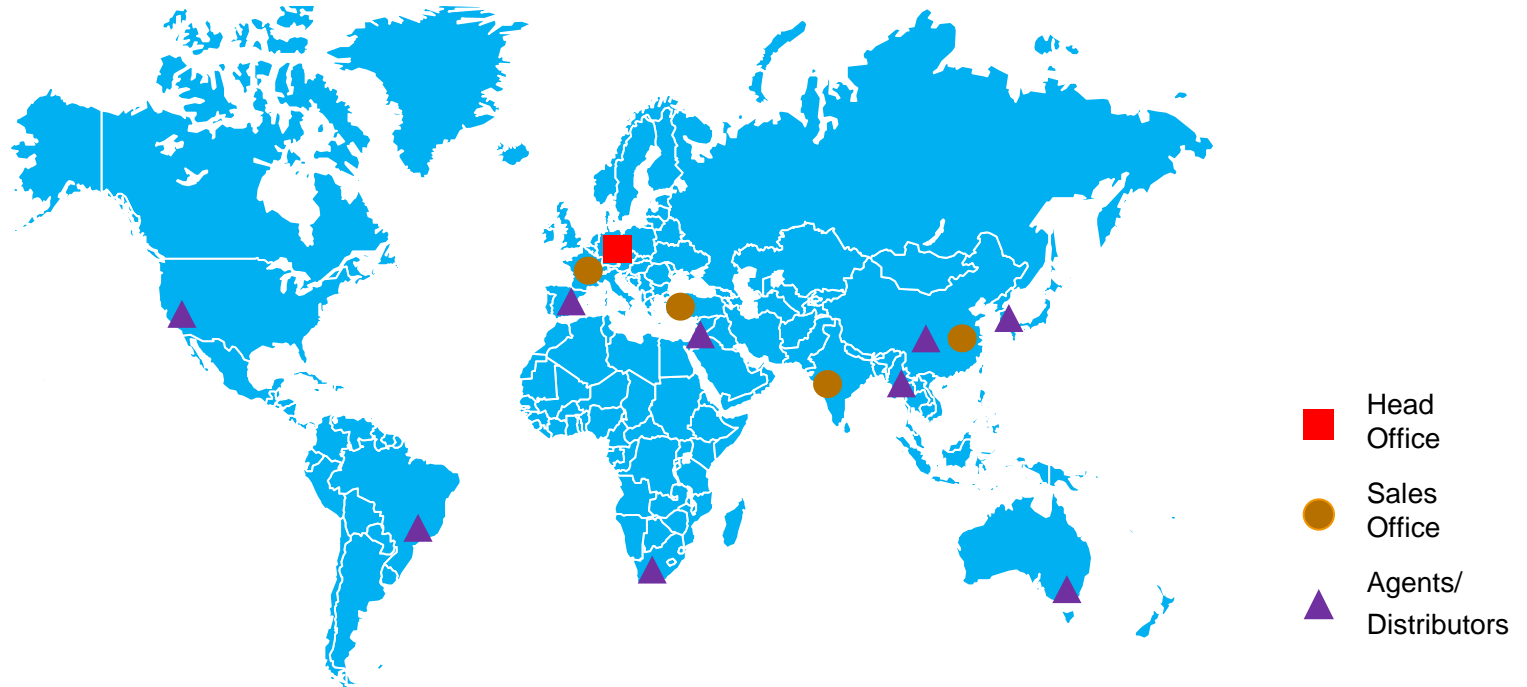 Head
Office
Sales
Office
Agents/
Distributors